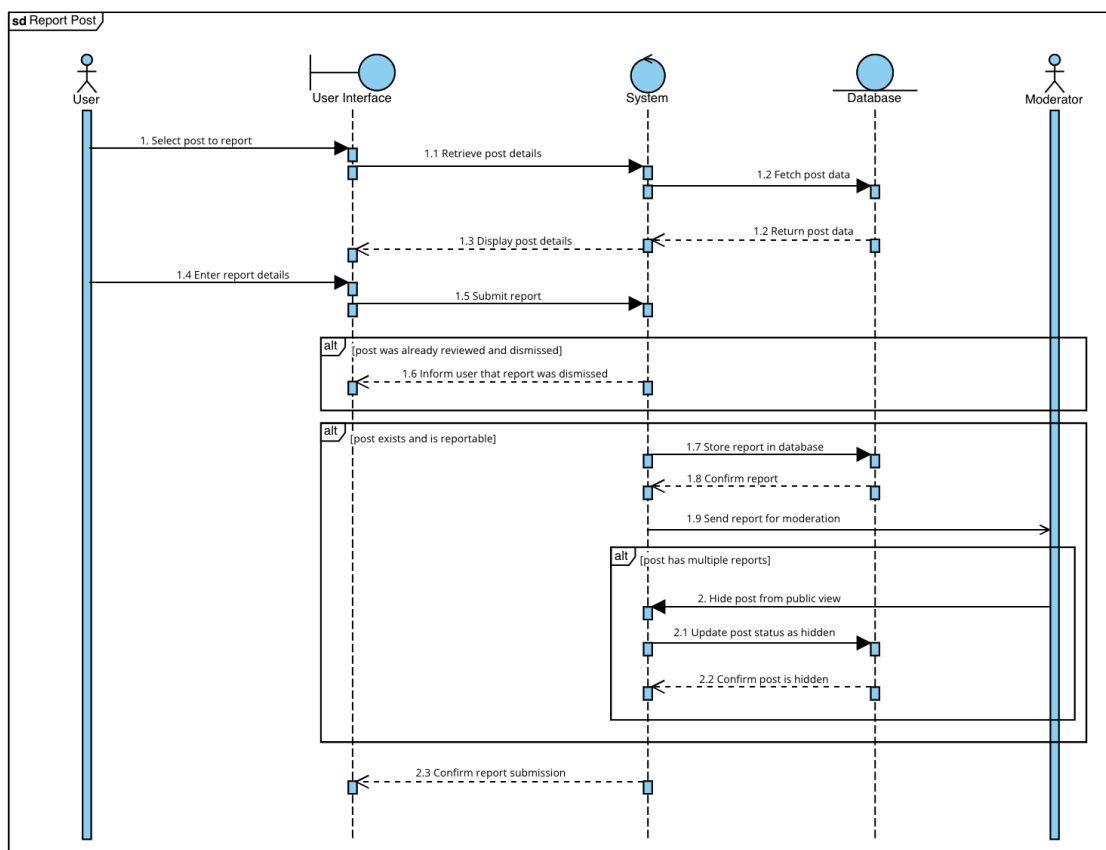 sd Report Post
User
User Interface
System
Database
Moderator
1. Select post to report
1.1 Retrieve post details
1.2 Fetch post data
1.2 Return post data
1.3 Display post details
1.4 Enter report details
1.5 Submit report
alt
[post was already reviewed and dismissed]
1.6 Inform user that report was dismissed
alt
[post exists and is reportable]
1.7 Store report in database
1.8 Confirm report
1.9 Send report for moderation
alt
[post has multiple reports]
2. Hide post from public view
2.1 Update post status as hidden
2.2 Confirm post is hidden
2.3 Confirm report submission